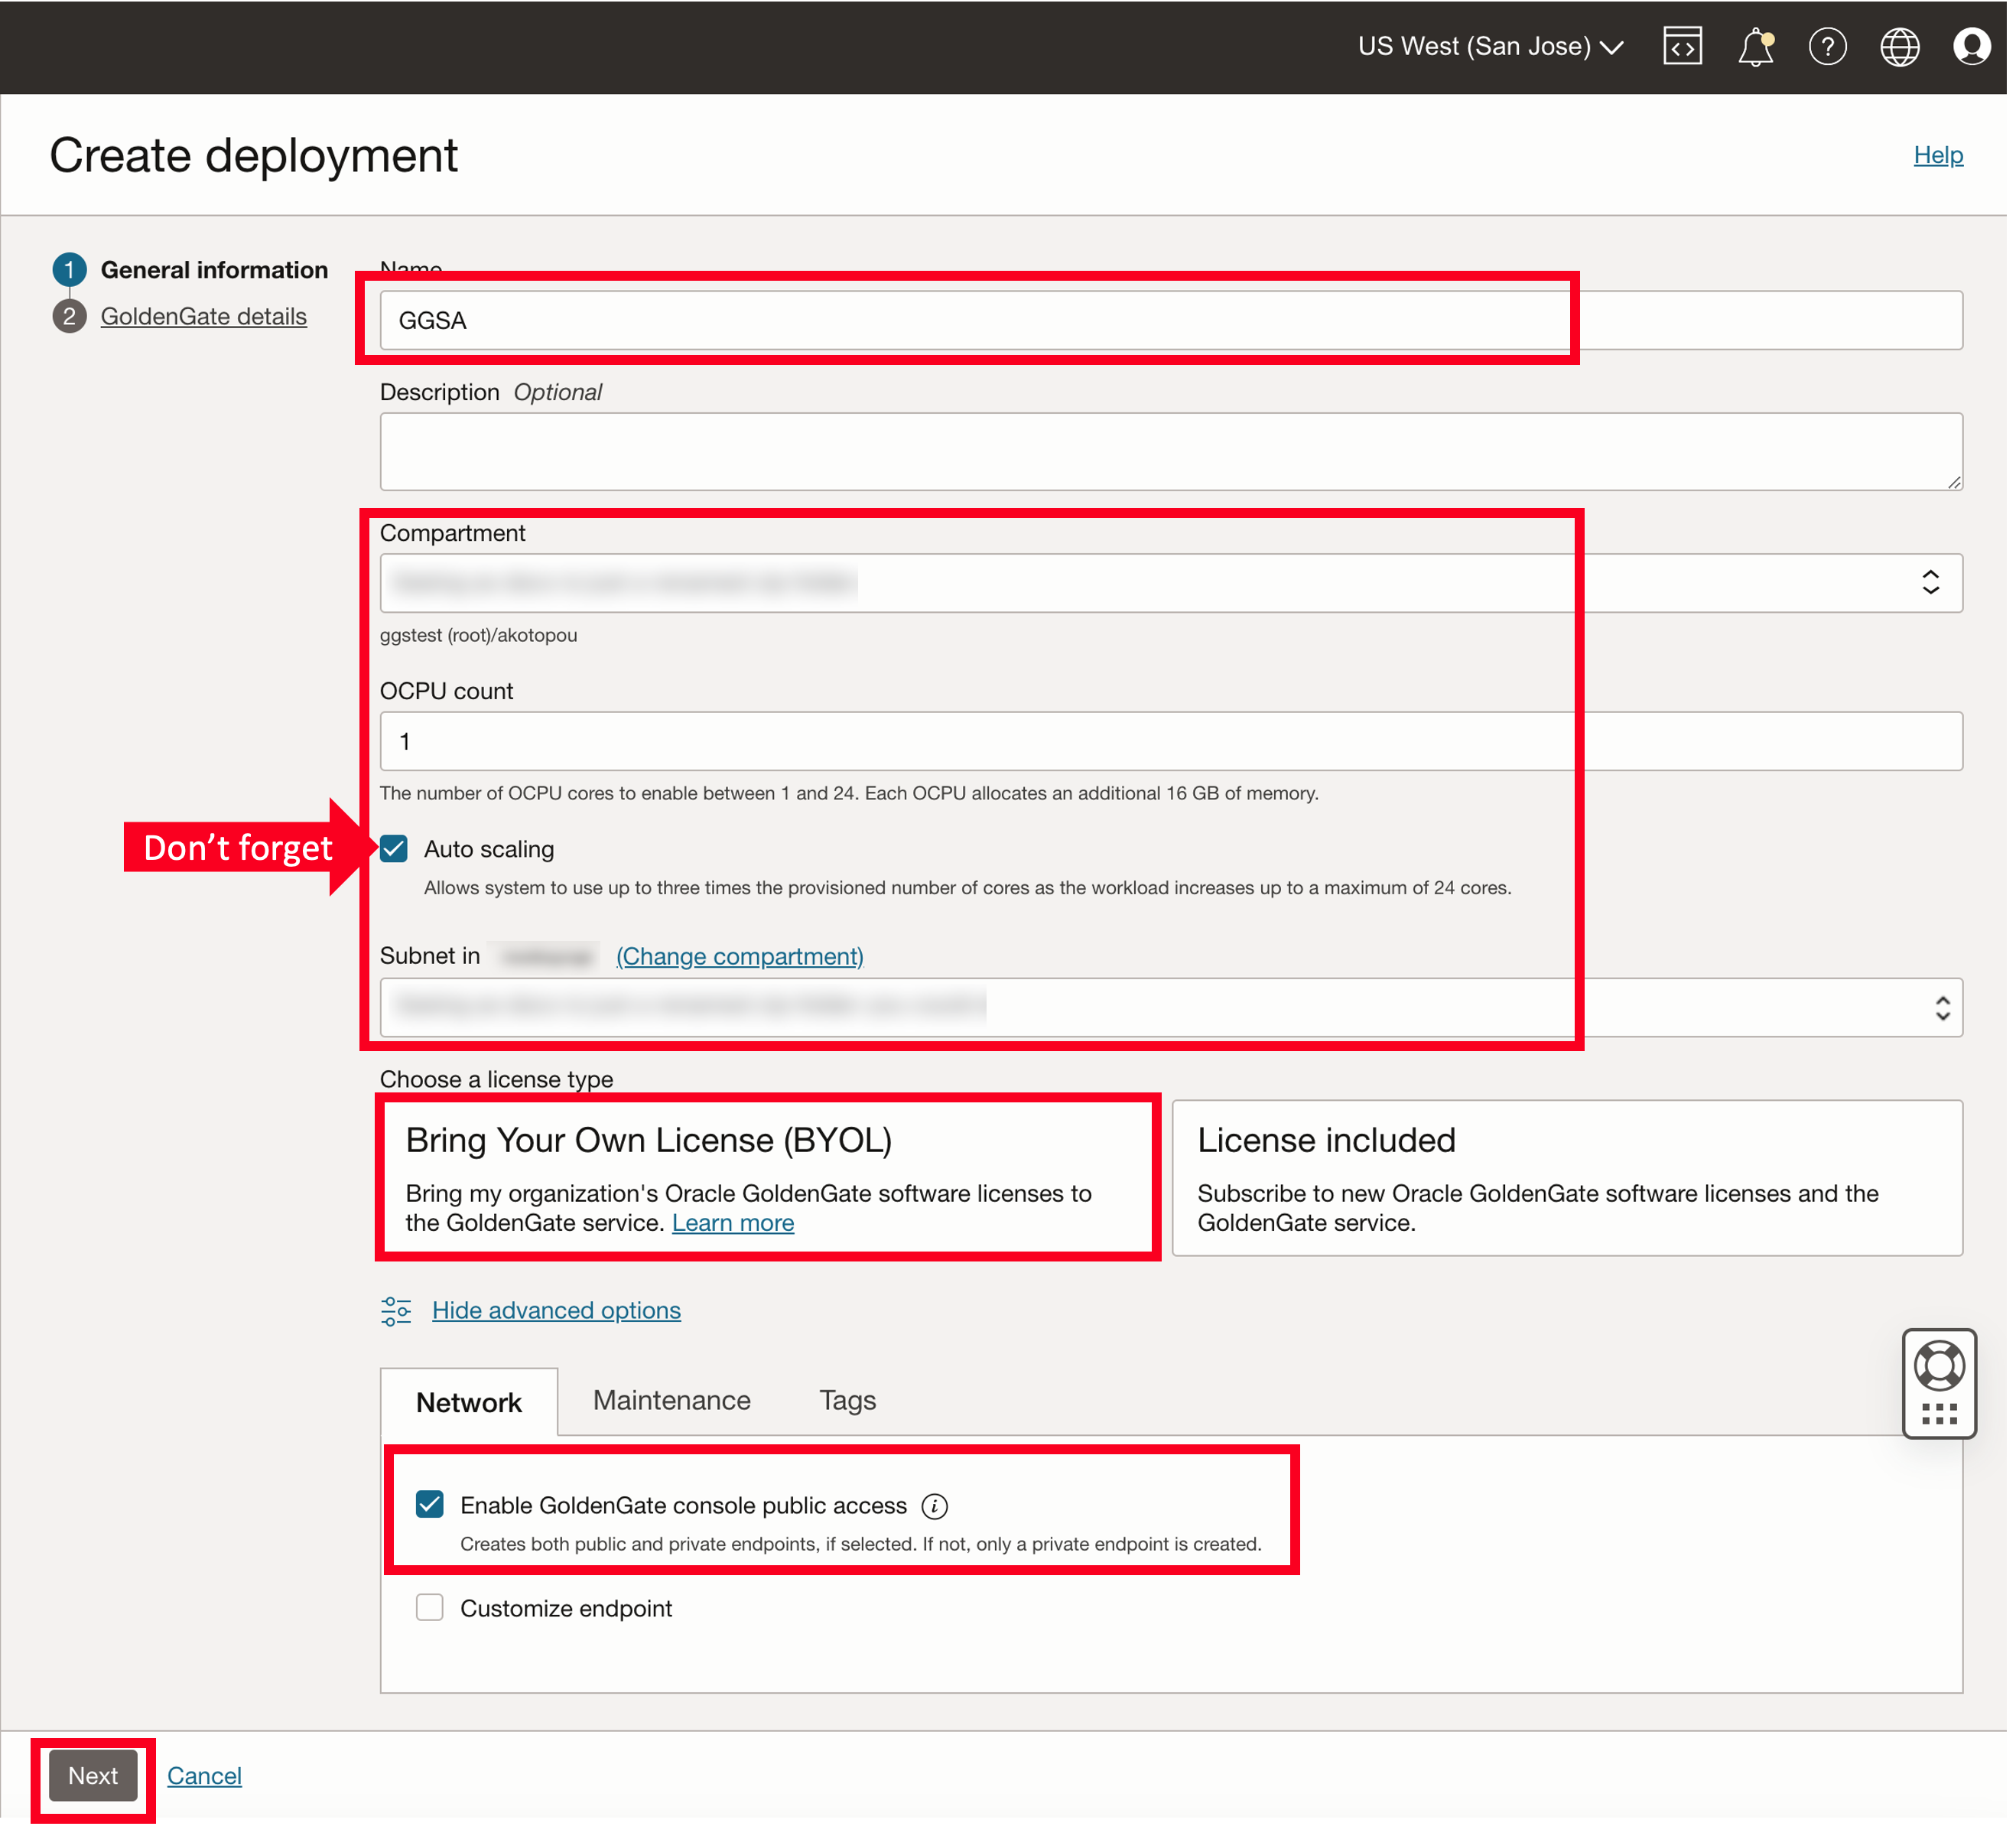 US West (San Jose)
Create deployment
Help
1 General information
2 GoldenGate details
Name
GGSA
Description Optional
Compartment
ggstest (root)/akotopou
OCPU count
1
The number of OCPU cores to enable between 1 and 24. Each OCPU allocates an additional 16 GB of memory.
Don't forget
Auto scaling
Allows system to use up to three times the provisioned number of cores as the workload increases up to a maximum of 24 cores.
Subnet in (Change compartment)
Choose a license type
Bring Your Own License (BYOL)
Bring my organization's Oracle GoldenGate software licenses to
the GoldenGate service. Learn more
License included
Subscribe to new Oracle GoldenGate software licenses and the
GoldenGate service.
Hide advanced options
Network Maintenance Tags
Enable GoldenGate console public access
Creates both public and private endpoints, if selected. If not, only a private endpoint is created.
Customize endpoint
Next Cancel